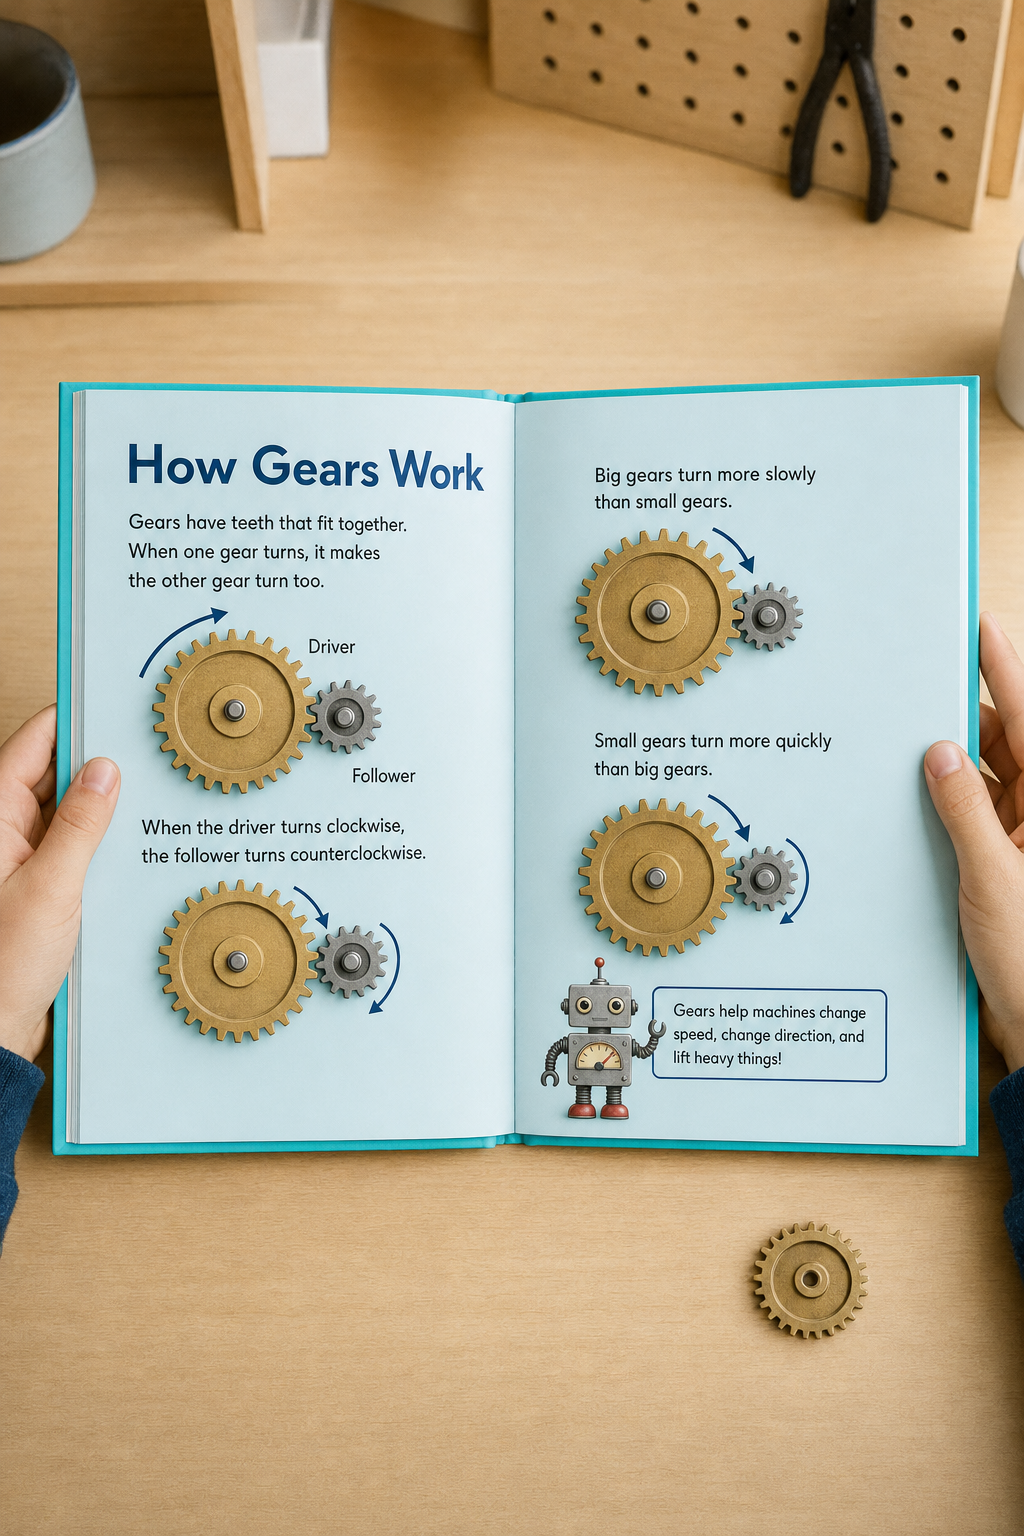 How Gears Work
Gears have teeth that fit together.
When one gear turns, it makes
the other gear turn too.
Driver
Follower
When the driver turns clockwise,
the follower turns counterclockwise.
Big gears turn more slowly
than small gears.
Small gears turn more quickly
than big gears.
Gears help machines change
speed, change direction, and
lift heavy things!